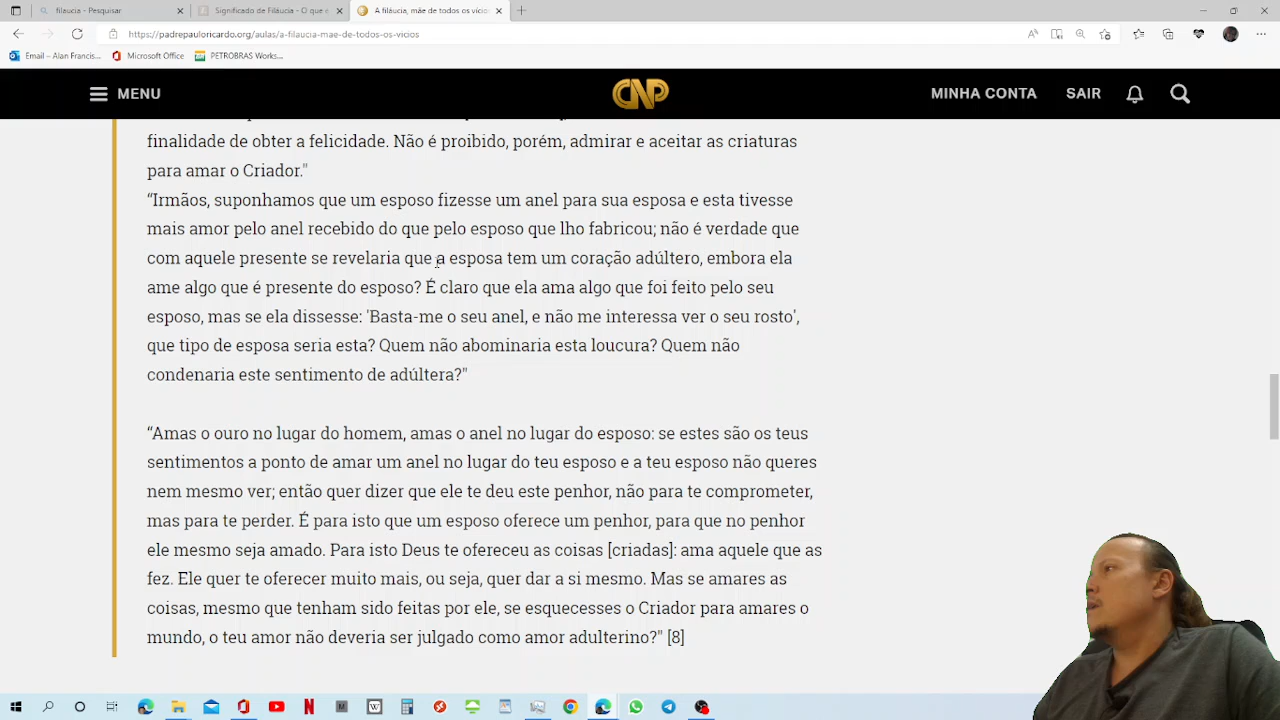 filaucia - Pesquisar
Significado de Filáucia - O que é
A filáucia, mãe de todos os vício
https://padrepauloricardo.org/aulas/a-filaucia-mae-de-todos-os-vicios
Email – Alan Francis...
Microsoft Office
PETROBRAS Works...
MENU
CNP
MINHA CONTA
SAIR
finalidade de obter a felicidade. Não é proibido, porém, admirar e aceitar as criaturas
para amar o Criador."
“Irmãos, suponhamos que um esposo fizesse um anel para sua esposa e esta tivesse
mais amor pelo anel recebido do que pelo esposo que lho fabricou; não é verdade que
com aquele presente se revelaria que a esposa tem um coração adúltero, embora ela
ame algo que é presente do esposo? É claro que ela ama algo que foi feito pelo seu
esposo, mas se ela dissesse: 'Basta-me o seu anel, e não me interessa ver o seu rosto',
que tipo de esposa seria esta? Quem não abominaria esta loucura? Quem não
condenaria este sentimento de adúltera?"
“Amas o ouro no lugar do homem, amas o anel no lugar do esposo: se estes são os teus
sentimentos a ponto de amar um anel no lugar do teu esposo e a teu esposo não queres
nem mesmo ver; então quer dizer que ele te deu este penhor, não para te comprometer,
mas para te perder. É para isto que um esposo oferece um penhor, para que no penhor
ele mesmo seja amado. Para isto Deus te ofereceu as coisas [criadas]: ama aquele que as
fez. Ele quer te oferecer muito mais, ou seja, quer dar a si mesmo. Mas se amares as
coisas, mesmo que tenham sido feitas por ele, se esquecesses o Criador para amares o
mundo, o teu amor não deveria ser julgado como amor adulterino?" [8]